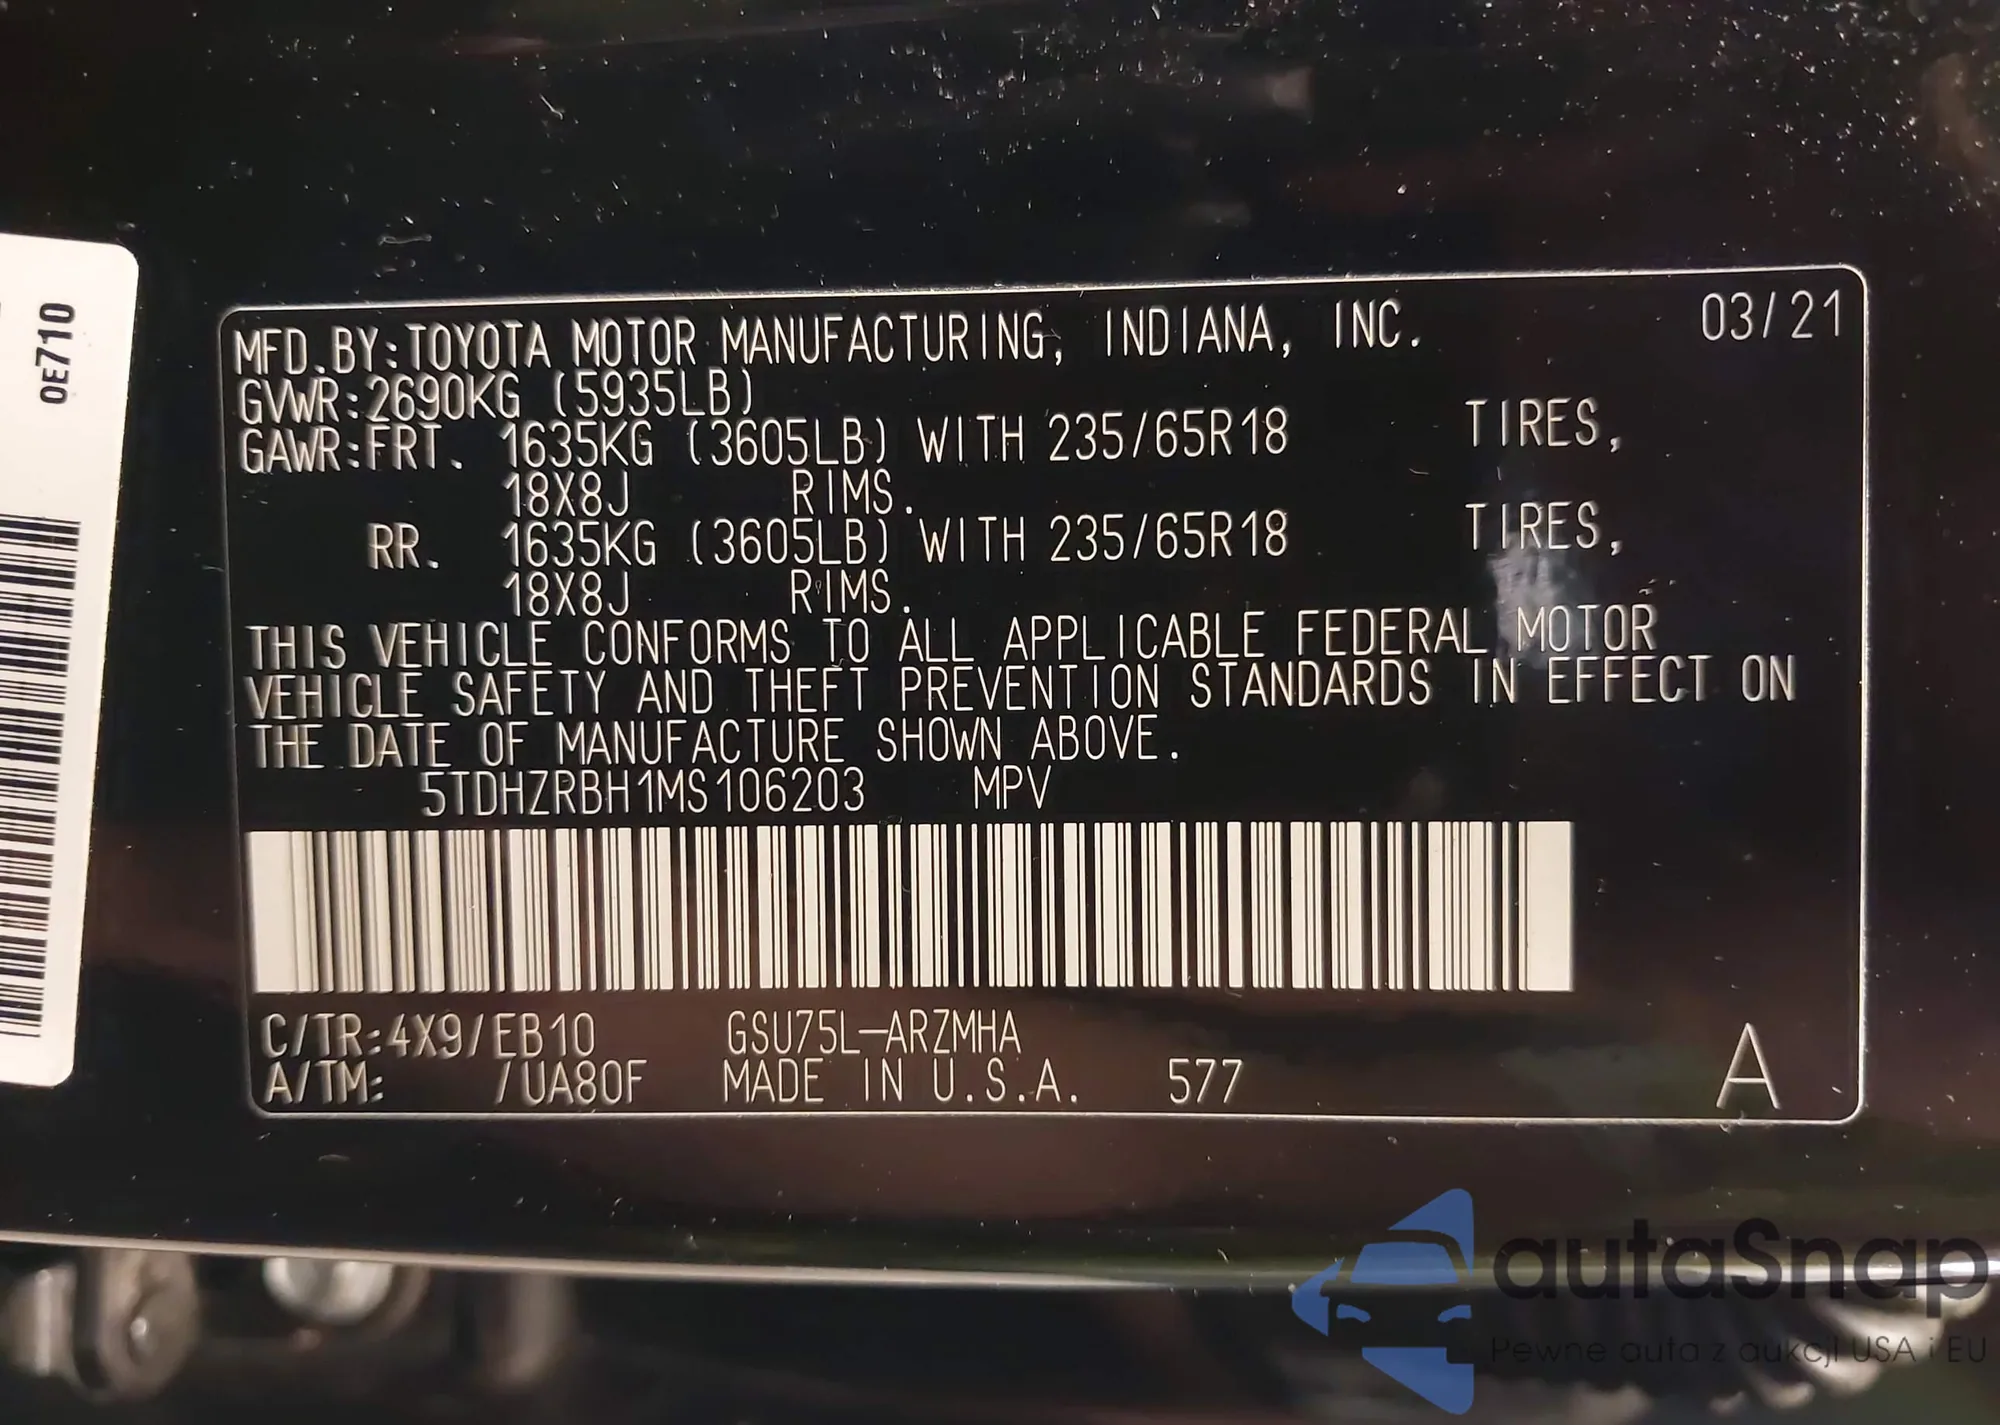 0E710
MFD.BY:TOYOTA MOTOR MANUFACTURING, INDIANA, INC. 03/21
GVWR:2690KG (5935LB)
GAWR:FRT. 1635KG (3605LB) WITH 235/65R18 TIRES,
18X8J RIMS.
RR. 1635KG (3605LB) WITH 235/65R18 TIRES,
18X8J RIMS.
THIS VEHICLE CONFORMS TO ALL APPLICABLE FEDERAL MOTOR
VEHICLE SAFETY AND THEFT PREVENTION STANDARDS IN EFFECT ON
THE DATE OF MANUFACTURE SHOWN ABOVE.
5TDHZRBH1MS106203 MPV
C/TR:4X9/EB10 GSU75L-ARZMHA
A/TM: /UA80F MADE IN U.S.A. 577 A
autaSnap
Pewne auta z aukcji USA i EU